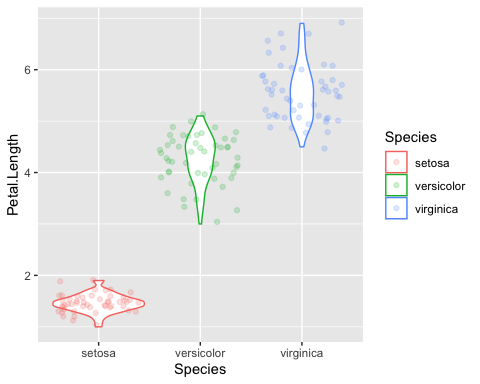 Petal.Length
6
4
2
setosa
versicolor
virginica
Species
Species
setosa
versicolor
virginica